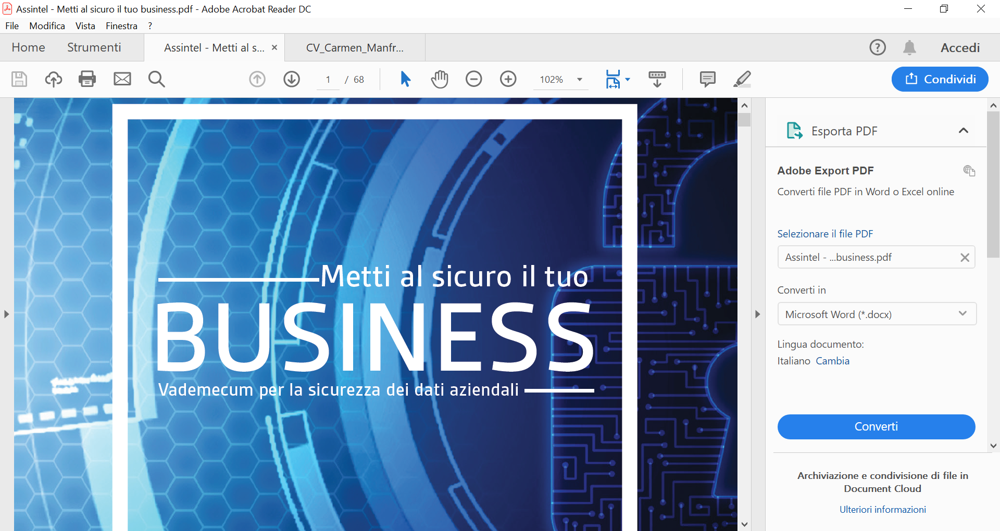 Assintel - Metti al sicuro il tuo business.pdf - Adobe Acrobat Reader DC
File Modifica Vista Finestra ?
Home Strumenti Assintel - Metti al s... × CV_Carmen_Manfr... ? Accedi
1 / 68 102% Condividi
Esporta PDF
Adobe Export PDF
Converti file PDF in Word o Excel online
Selezionare il file PDF
Assintel - ...business.pdf
Converti in
Microsoft Word (*.docx)
Lingua documento:
Italiano Cambia
Converti
Archiviazione e condivisione di file in
Document Cloud
Ulteriori informazioni
Metti al sicuro il tuo
BUSINESS
Vademecum per la sicurezza dei dati aziendali